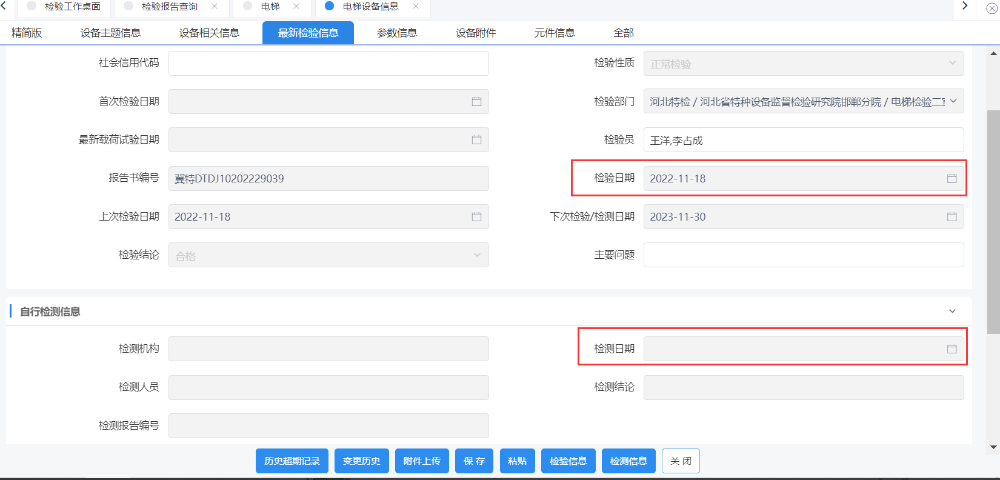 检验工作桌面 检验报告查询 电梯 电梯设备信息
精简版 设备主题信息 设备相关信息 最新检验信息 参数信息 设备附件 元件信息 全部
社会信用代码 检验性质 正常检验
首次检验日期 检验部门 河北特检 / 河北省特种设备监督检验研究院邯郸分院 / 电梯检验二室
最新载荷试验日期 检验员 王洋,李占成
报告书编号 冀特DTDJ10202229039 检验日期 2022-11-18
上次检验日期 2022-11-18 下次检验/检测日期 2023-11-30
检验结论 合格 主要问题
自行检测信息
检测机构 检测日期
检测人员 检测结论
检测报告编号
历史超期记录 变更历史 附件上传 保 存 粘贴 检验信息 检测信息 关 闭